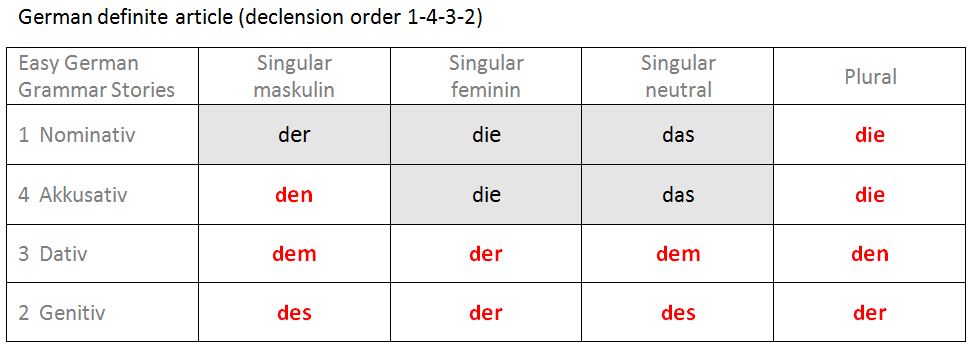 German definite article (declension order 1-4-3-2)
Easy German Grammar Stories Singular maskulin Singular feminin Singular neutral Plural
1 Nominativ der die das die
4 Akkusativ den die das die
3 Dativ dem der dem den
2 Genitiv des der des der